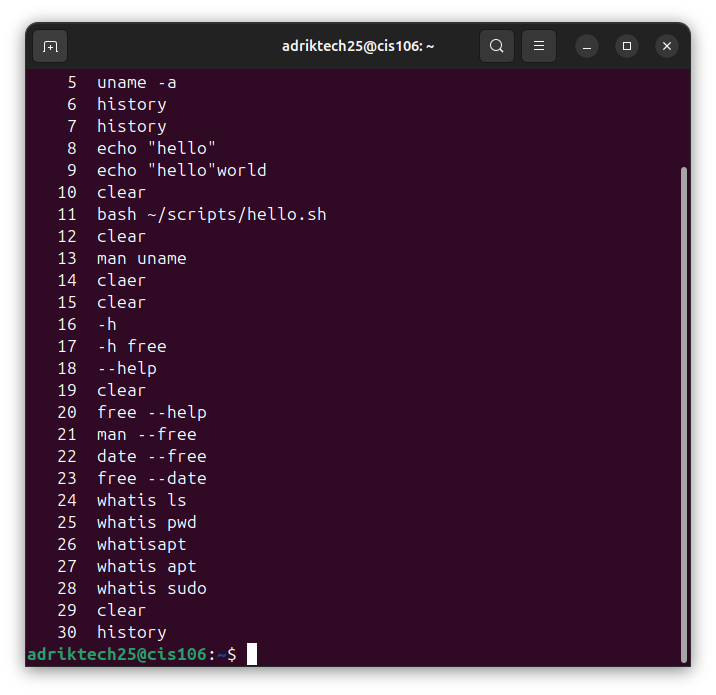 adriktech25@cis106: ~
5 uname -a
6 history
7 history
8 echo "hello"
9 echo "hello"world
10 clear
11 bash ~/scripts/hello.sh
12 clear
13 man uname
14 claer
15 clear
16 -h
17 -h free
18 --help
19 clear
20 free --help
21 man --free
22 date --free
23 free --date
24 whatis ls
25 whatis pwd
26 whatisapt
27 whatis apt
28 whatis sudo
29 clear
30 history
adriktech25@cis106:~$